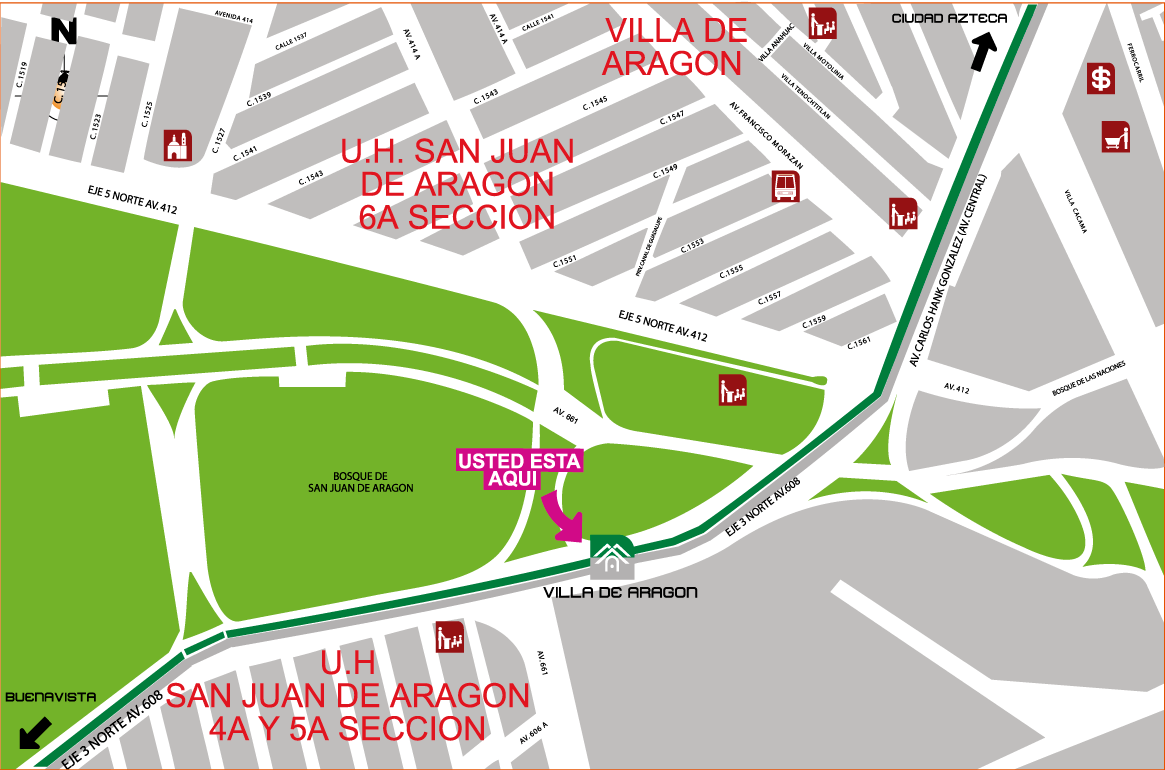 N
C.1519
C.1523
C.1525
C.1527
AVENIDA 414
CALLE 1537
C.1539
C.1541
C.1543
AV. 414 A
AV. 414 A
CALLE 1541
C.1543
C.1545
C.1547
C.1549
C.1551
C.1553
C.1555
C.1557
C.1559
C.1561
VILLA DE
ARAGON
VILLA ANAHUAC
VILLA MOTOLINIA
VILLA TENOCHTITLAN
AV. FRANCISCO MORAZAN
CIUDAD AZTECA
FERROCARRIL
$
VILLA CACAMA
U.H. SAN JUAN
DE ARAGON
6A SECCION
EJE 5 NORTE AV. 412
EJE 5 NORTE AV. 412
AV. CARLOS HANK GONZALEZ (AV. CENTRAL)
AV. 412
BOSQUE DE LAS NACIONES
AV. 661
BOSQUE DE
SAN JUAN DE ARAGON
USTED ESTA
AQUI
EJE 3 NORTE AV.608
VILLA DE ARAGON
U.H
SAN JUAN DE ARAGON
4A Y 5A SECCION
AV. 661
AV. 606 A
BUENAVISTA
EJE 3 NORTE AV. 608